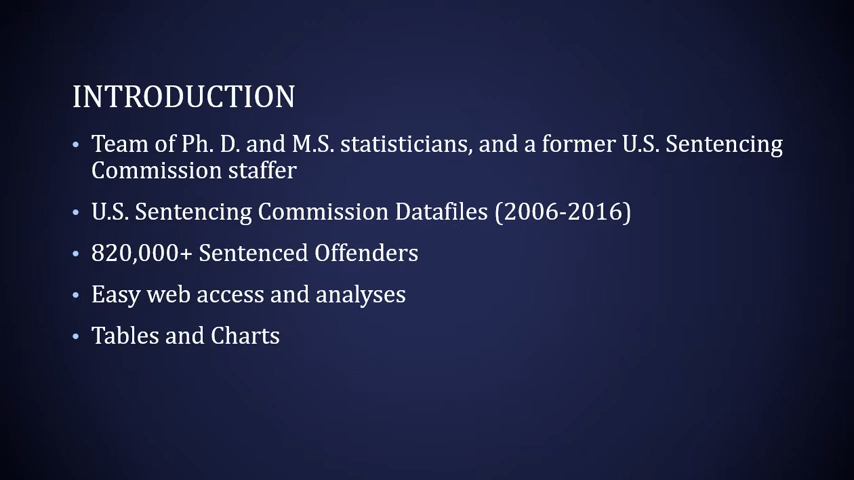 INTRODUCTION
• Team of Ph. D. and M.S. statisticians, and a former U.S. Sentencing
Commission staffer
• U.S. Sentencing Commission Datafiles (2006-2016)
• 820,000+ Sentenced Offenders
• Easy web access and analyses
• Tables and Charts